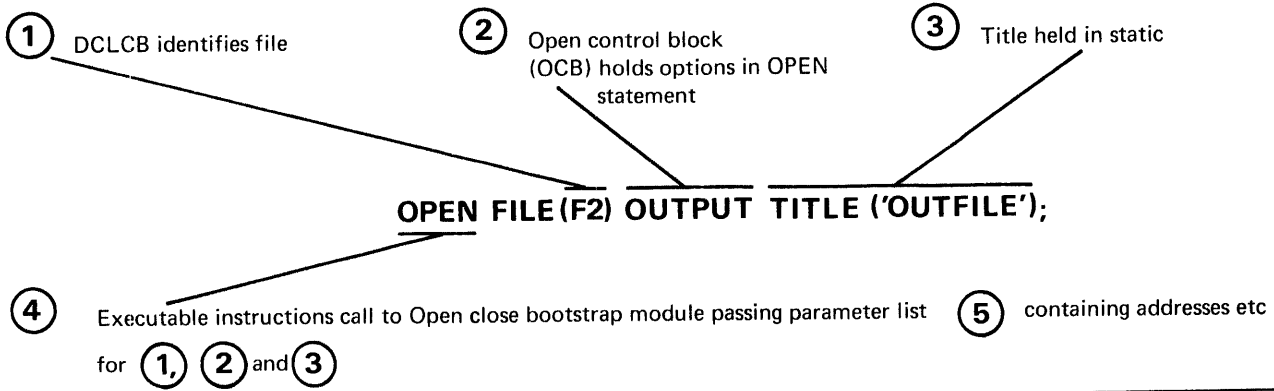 1 DCLCB identifies file
2 Open control block
(OCB) holds options in OPEN
statement
3 Title held in static
OPEN FILE(F2) OUTPUT TITLE ('OUTFILE');
4 Executable instructions call to Open close bootstrap module passing parameter list 5 containing addresses etc
for 1, 2 and 3